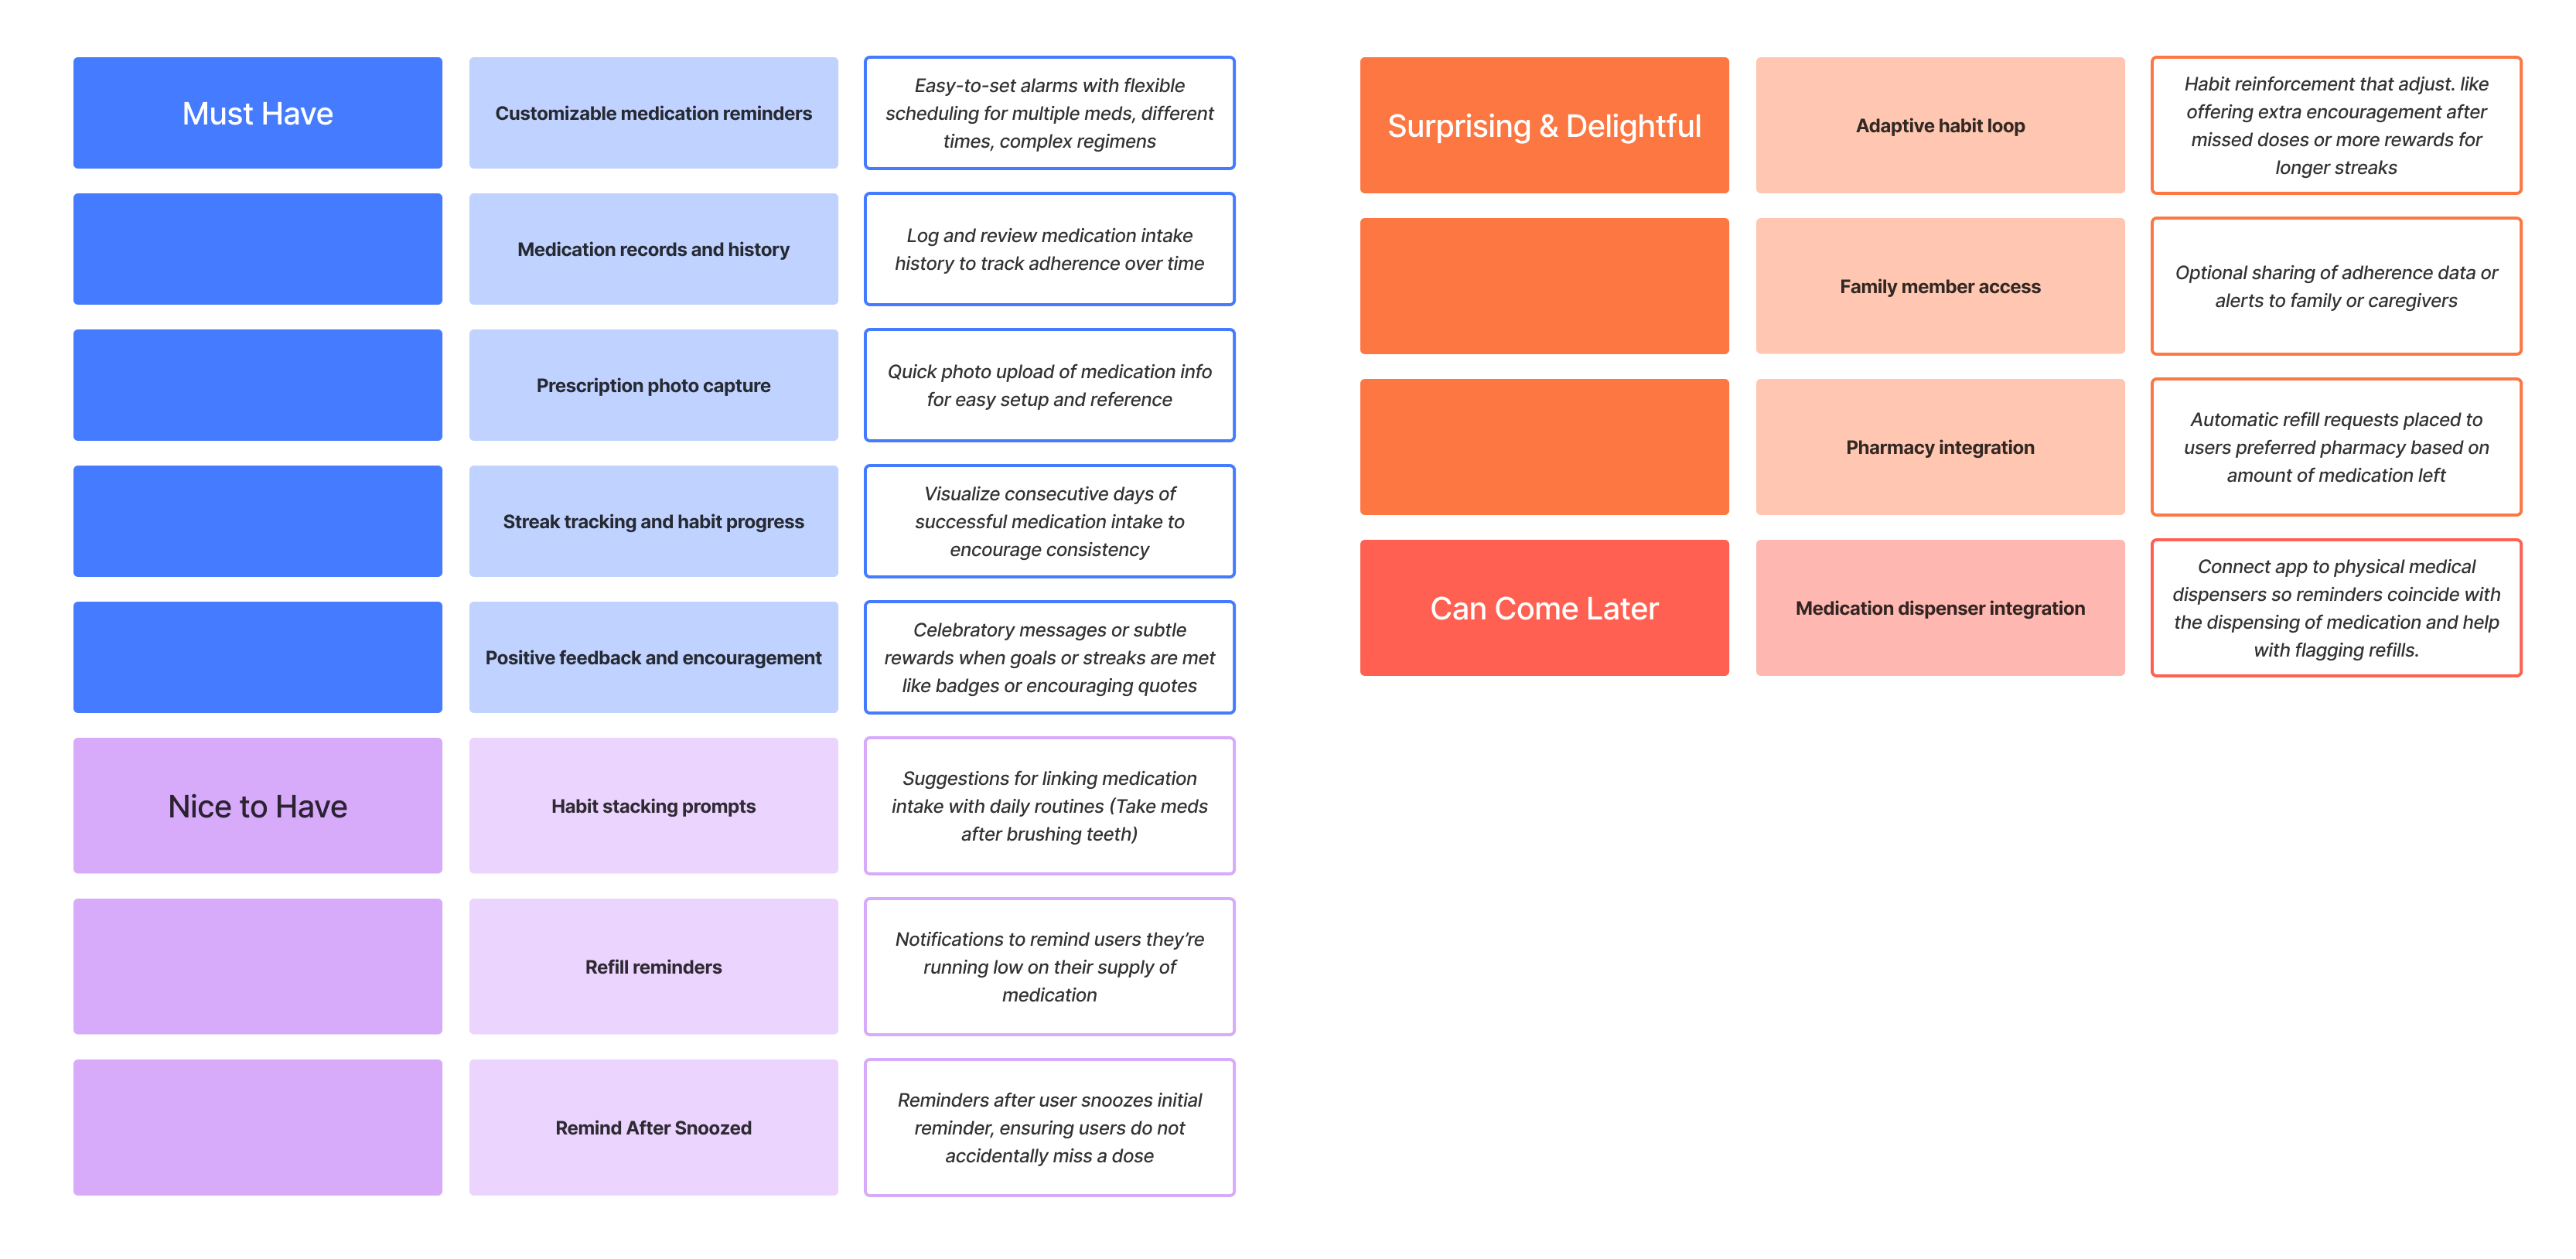 Must Have
Customizable medication reminders
Easy-to-set alarms with flexible
scheduling for multiple meds, different
times, complex regimens
Medication records and history
Log and review medication intake
history to track adherence over time
Prescription photo capture
Quick photo upload of medication info
for easy setup and reference
Streak tracking and habit progress
Visualize consecutive days of
successful medication intake to
encourage consistency
Positive feedback and encouragement
Celebratory messages or subtle
rewards when goals or streaks are met
like badges or encouraging quotes
Nice to Have
Habit stacking prompts
Suggestions for linking medication
intake with daily routines (Take meds
after brushing teeth)
Refill reminders
Notifications to remind users they’re
running low on their supply of
medication
Remind After Snoozed
Reminders after user snoozes initial
reminder, ensuring users do not
accidentally miss a dose
Surprising & Delightful
Adaptive habit loop
Habit reinforcement that adjust. like
offering extra encouragement after
missed doses or more rewards for
longer streaks
Family member access
Optional sharing of adherence data or
alerts to family or caregivers
Pharmacy integration
Automatic refill requests placed to
users preferred pharmacy based on
amount of medication left
Can Come Later
Medication dispenser integration
Connect app to physical medical
dispensers so reminders coincide with
the dispensing of medication and help
with flagging refills.